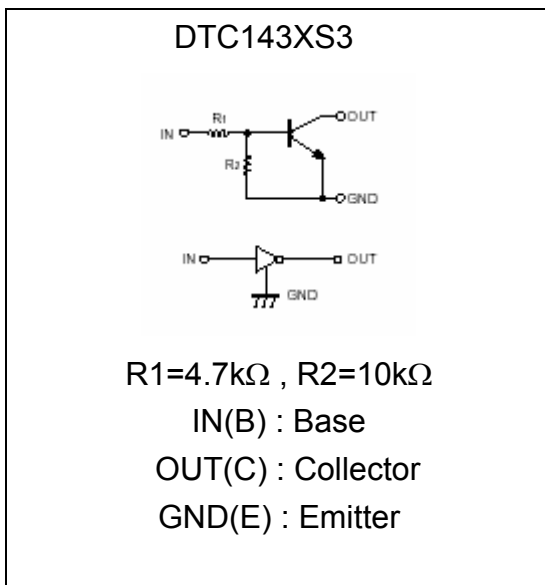 DTC143XS3
R1
OUT
IN
R2
GND
IN
OUT
GND
R1=4.7kΩ , R2=10kΩ
IN(B) : Base
OUT(C) : Collector
GND(E) : Emitter